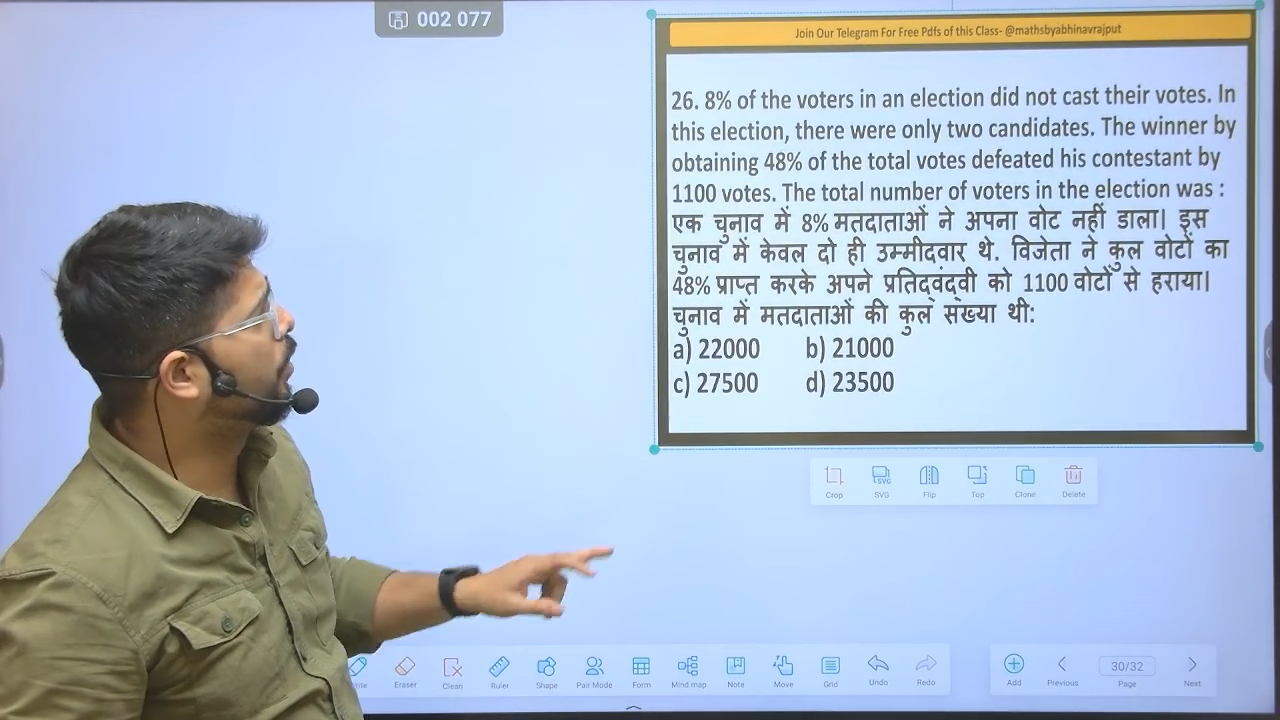 002 077
Join Our Telegram For Free Pdfs of this Class- @mathsbyabhinavrajput
26. 8% of the voters in an election did not cast their votes. In
this election, there were only two candidates. The winner by
obtaining 48% of the total votes defeated his contestant by
1100 votes. The total number of voters in the election was :
एक चुनाव में 8% मतदाताओं ने अपना वोट नहीं डाला। इस
चुनाव में केवल दो ही उम्मीदवार थे. विजेता ने कुल वोटों का
48% प्राप्त करके अपने प्रतिद्वंद्वी को 1100 वोटों से हराया।
चुनाव में मतदाताओं की कुल संख्या थी:
a) 22000 b) 21000
c) 27500 d) 23500
Crop SVG Flip Top Clone Delete
Eraser Clean Ruler Shape Pair Mode Form Mind map Note Move Grid Undo Redo Add Previous Page Next
30/32